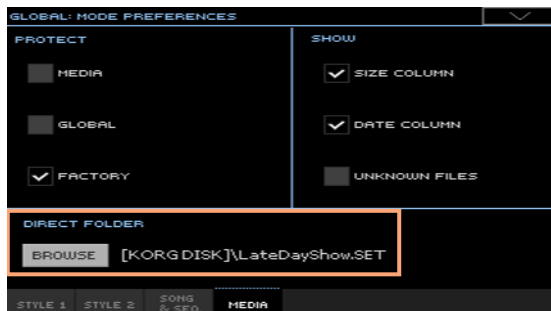 GLOBAL: MODE PREFERENCES
PROTECT
SHOW
MEDIA
SIZE COLUMN
GLOBAL
DATE COLUMN
FACTORY
UNKNOWN FILES
DIRECT FOLDER
BROWSE [KORG DISK]\LateDayShow.SET
STYLE 1 STYLE 2 SONG & SEQ MEDIA